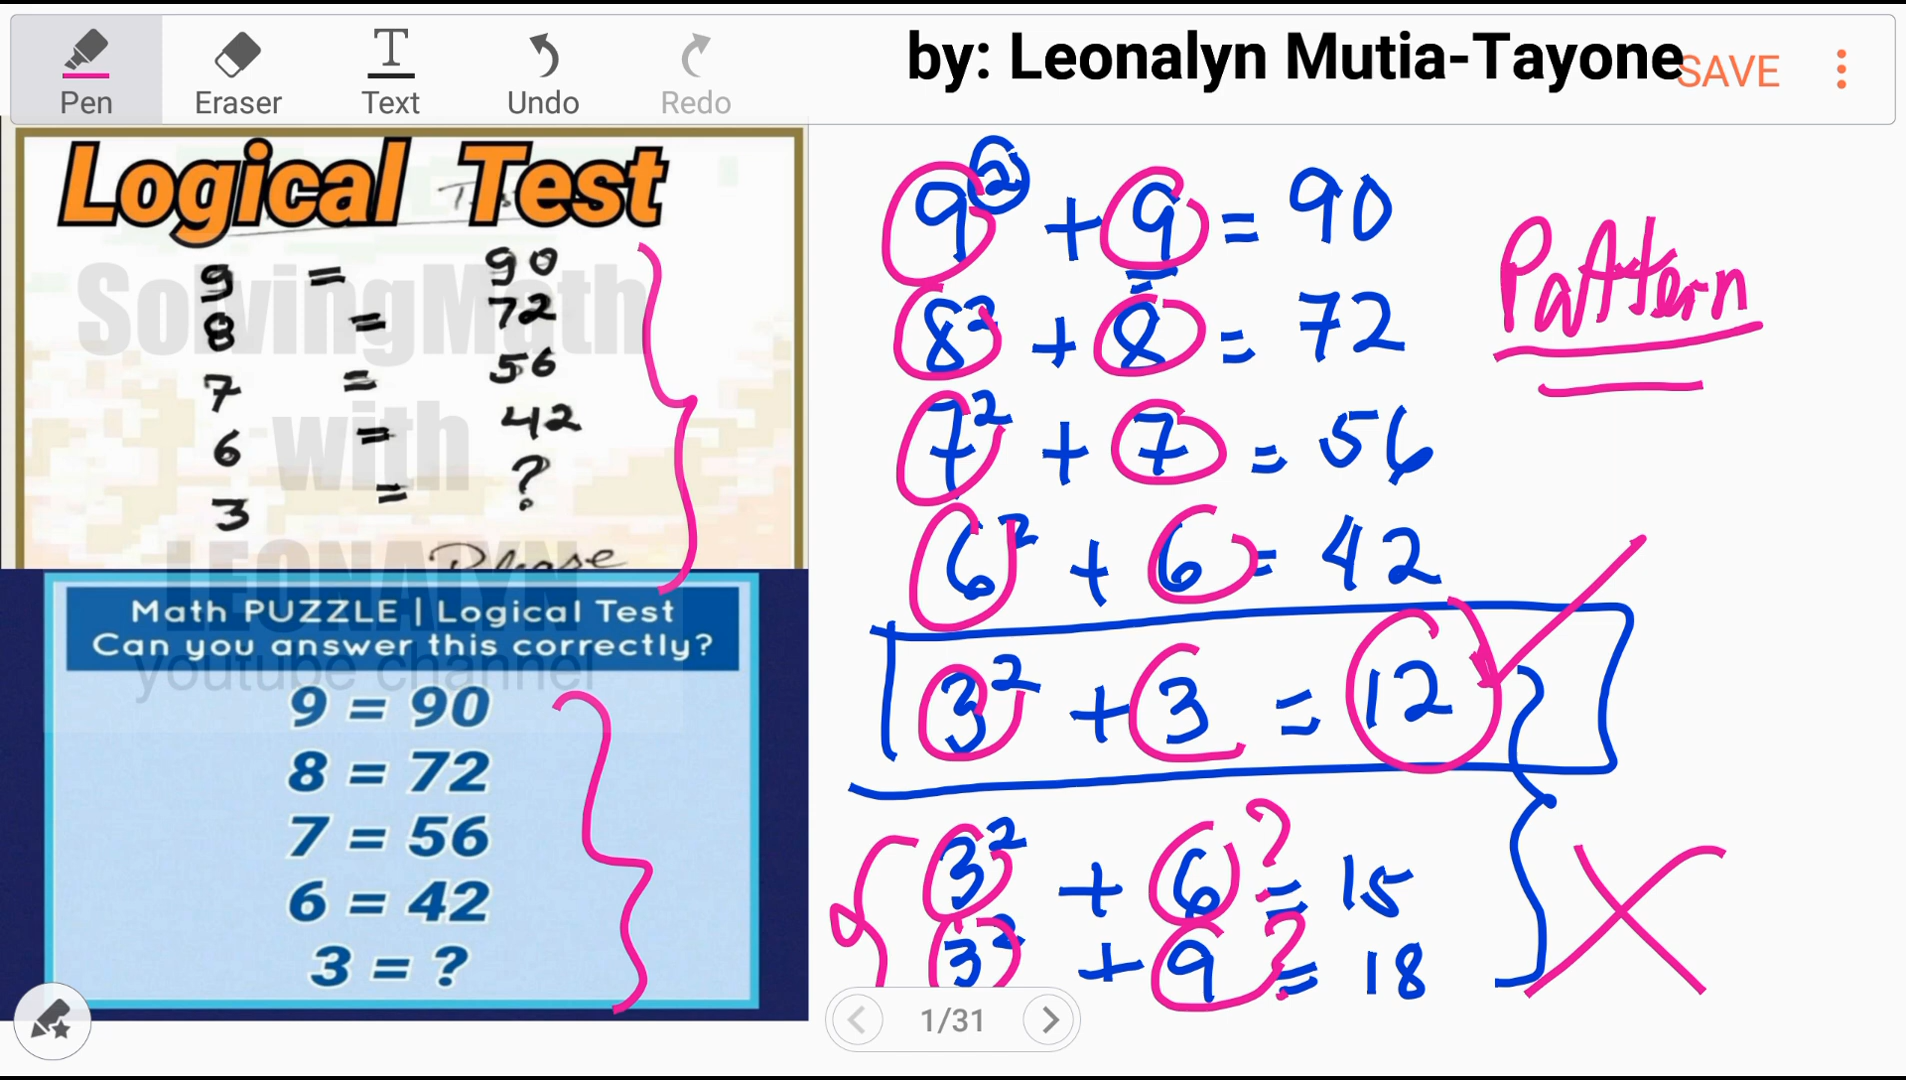 Pen Eraser Text Undo Redo by: Leonalyn Mutia-Tayone SAVE
Logical Test
9 = 90
8 = 72
7 = 56
6 = 42
3 = ?
Please
SolvingMath
with
LEONALYN
youtube channel
Math PUZZLE | Logical Test
Can you answer this correctly?
9 = 90
8 = 72
7 = 56
6 = 42
3 = ?
9² + 9 = 90
8² + 8 = 72
7² + 7 = 56
6² + 6 = 42
3² + 3 = 12
3² + 6 = 15
?
3² + 9 = 18
?
Pattern
1/31